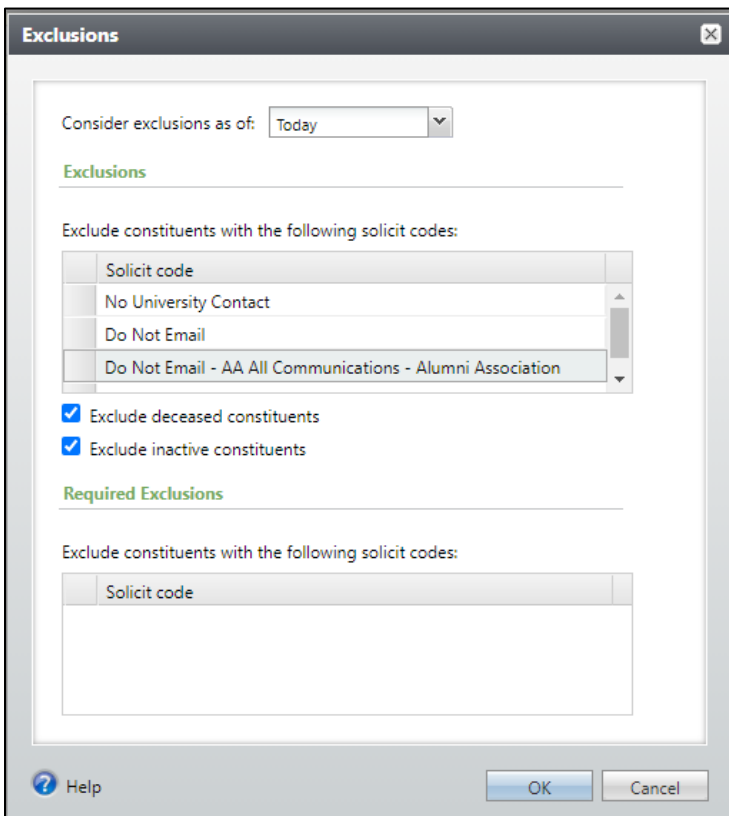 Exclusions
Consider exclusions as of: Today
Exclusions
Exclude constituents with the following solicit codes:
Solicit code
No University Contact
Do Not Email
Do Not Email - AA All Communications - Alumni Association
Exclude deceased constituents
Exclude inactive constituents
Required Exclusions
Exclude constituents with the following solicit codes:
Solicit code
Help OK Cancel